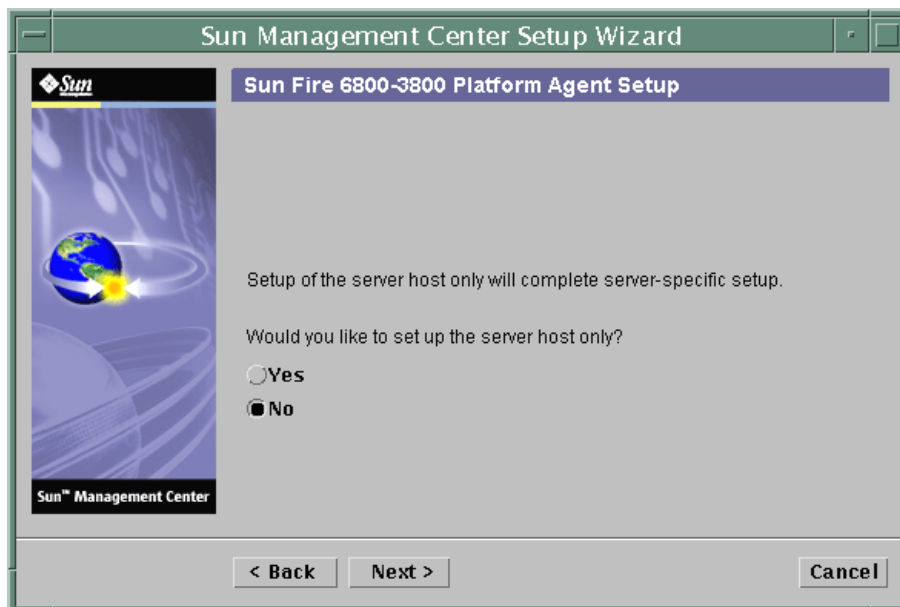 Sun Management Center Setup Wizard
Sun
Sun Fire 6800-3800 Platform Agent Setup
Setup of the server host only will complete server-specific setup.
Would you like to set up the server host only?
Yes
No
Sun™ Management Center
< Back
Next >
Cancel